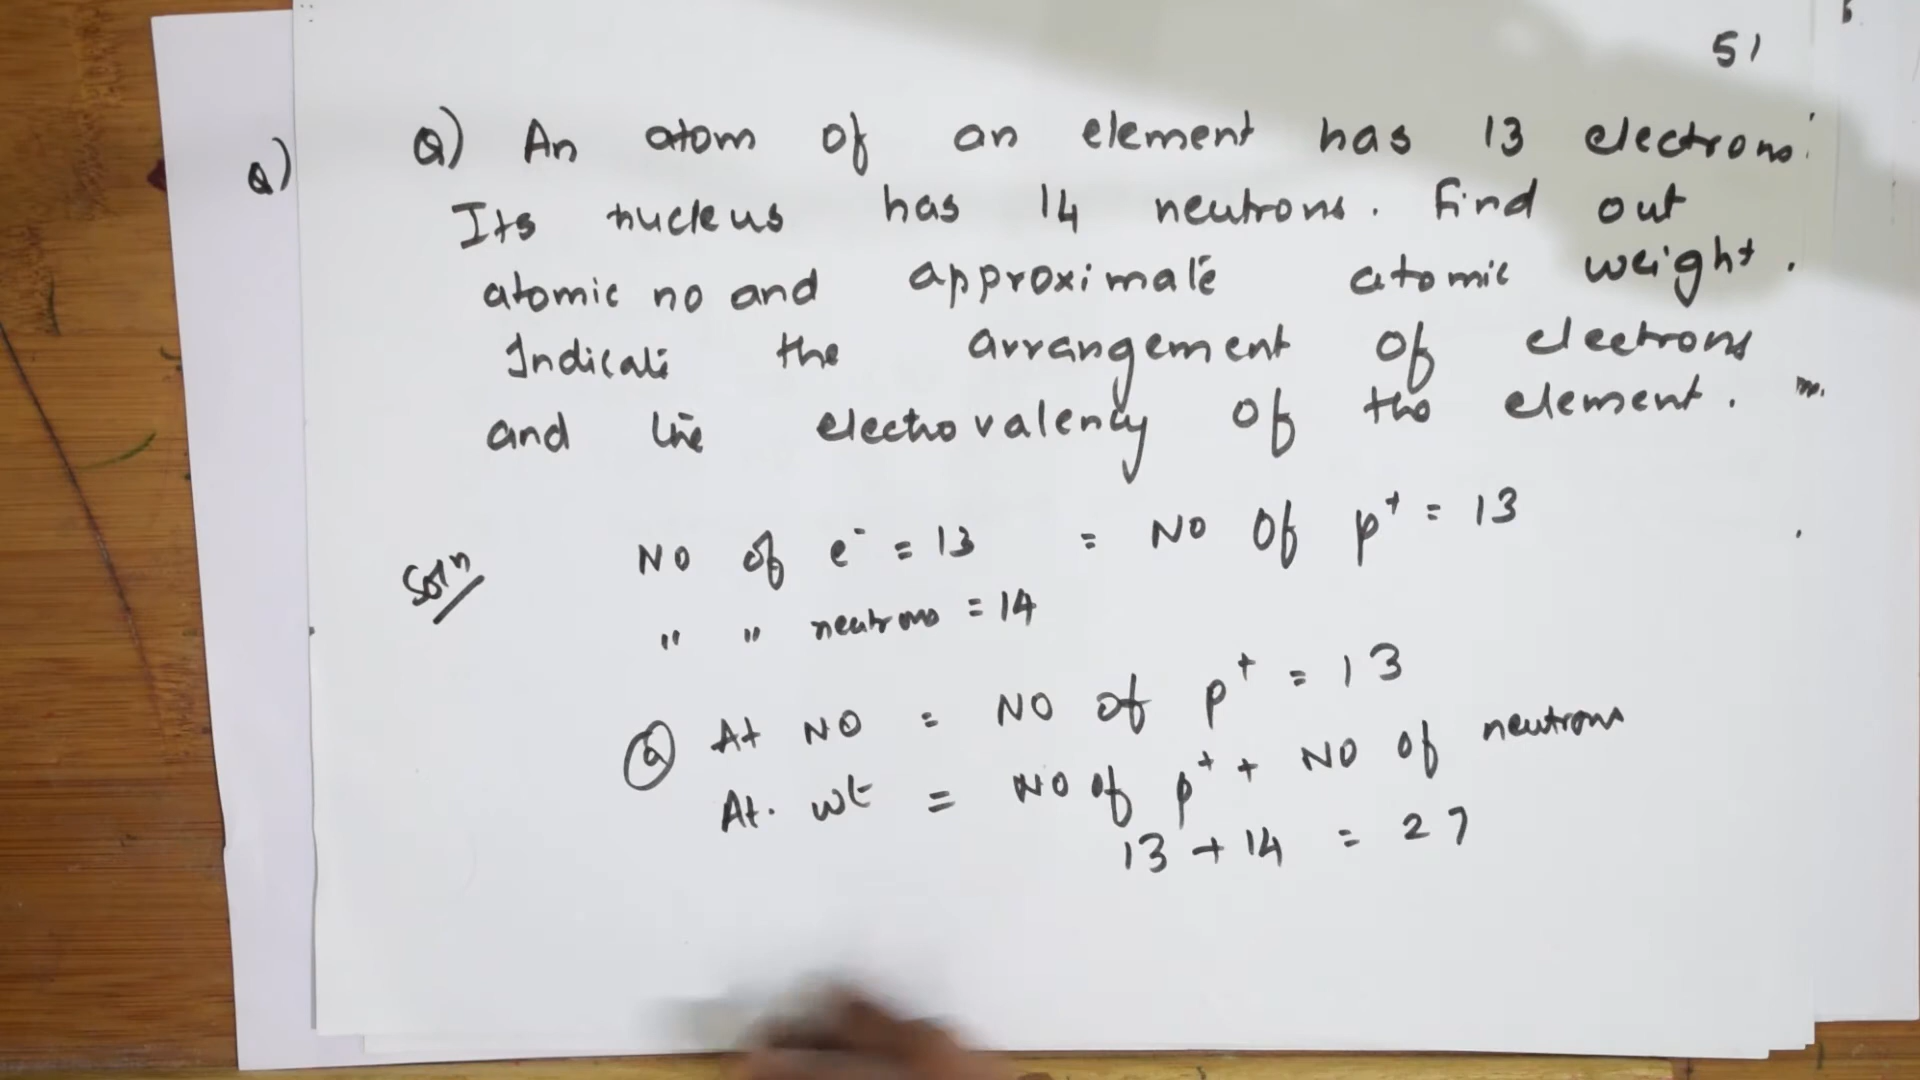 51
Q)
Q) An atom of an element has 13 electrons.
Its nucleus has 14 neutrons. Find out
atomic no and approximate atomic weight.
Indicate the arrangement of electrons
and the electrovalency of the element.
Soln No of e- = 13 = No of p+ = 13
" " neutrons = 14
(a) At NO = NO of p+ = 13
At. wt = NO of p+ + NO of neutrons
13 + 14 = 27